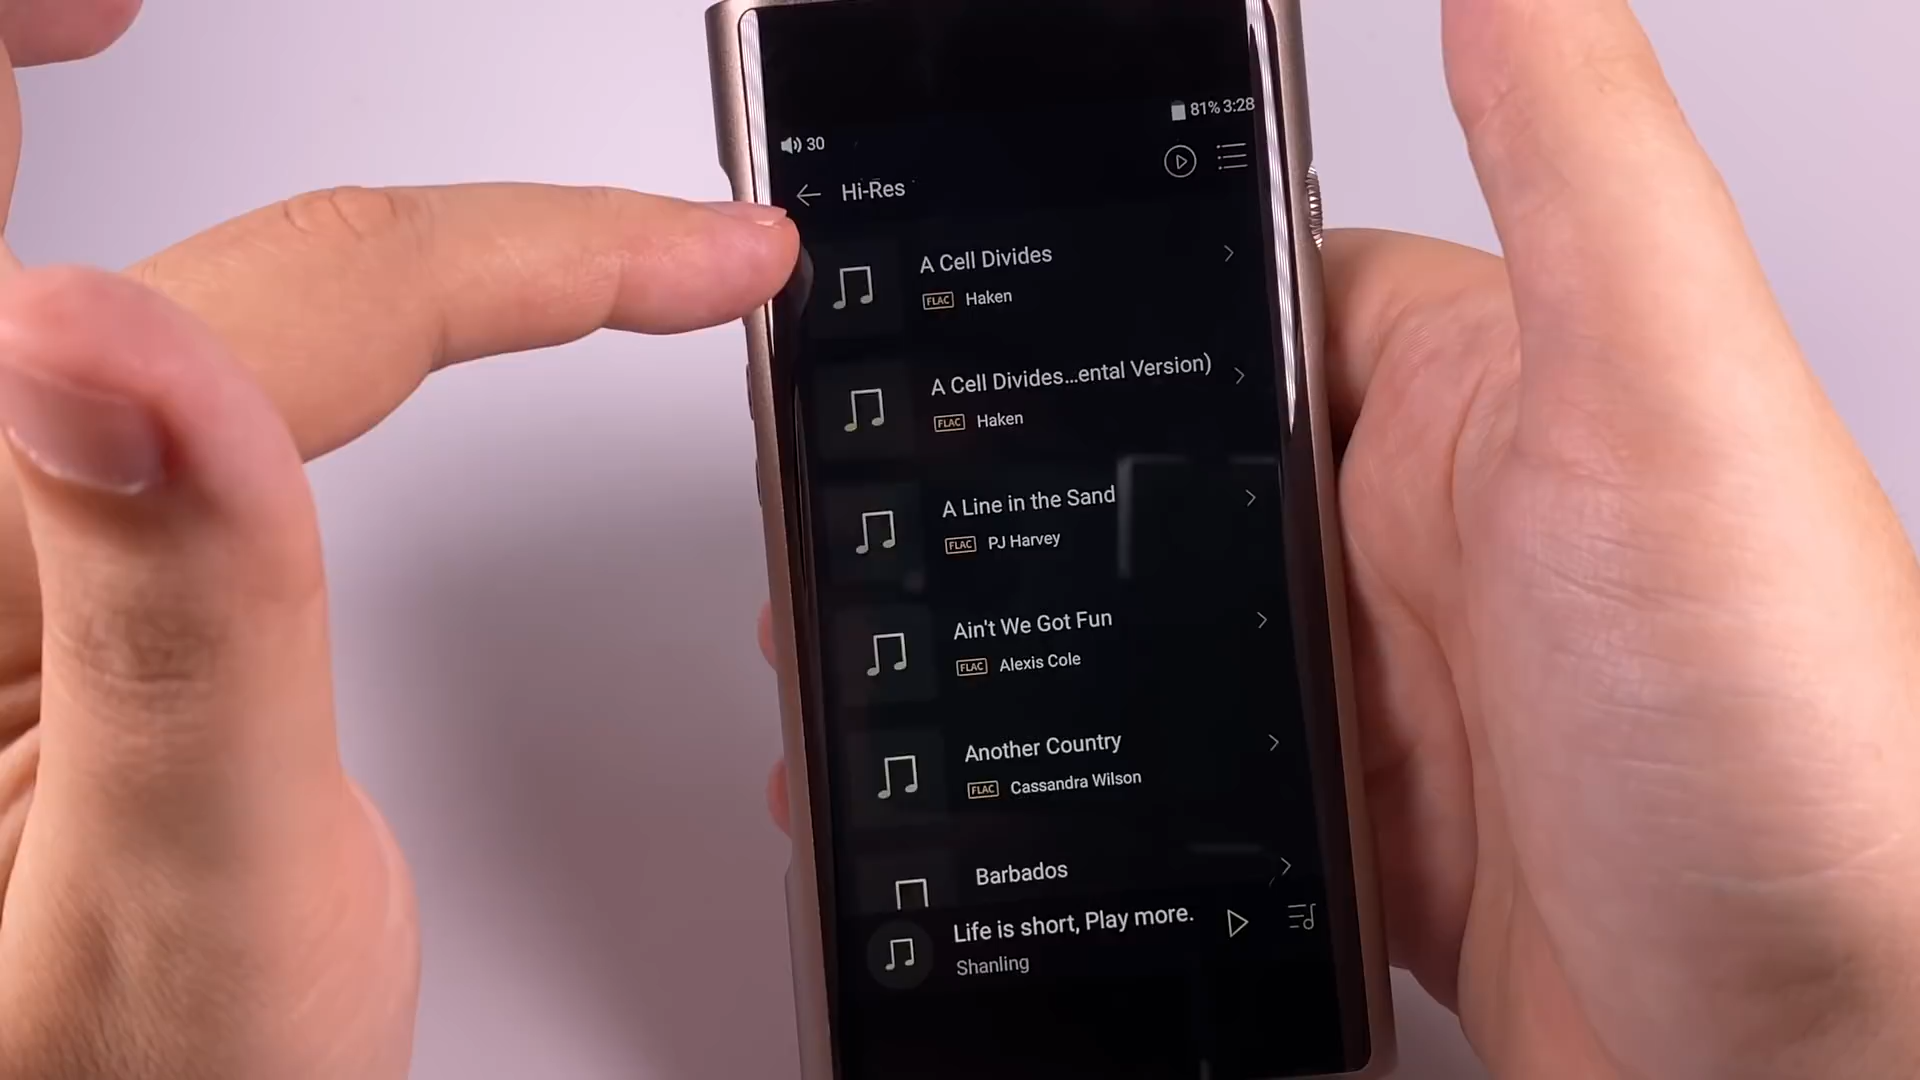 81% 3:28
30
Hi-Res
A Cell Divides
FLAC Haken
A Cell Divides...ental Version)
FLAC Haken
A Line in the Sand
FLAC PJ Harvey
Ain't We Got Fun
FLAC Alexis Cole
Another Country
FLAC Cassandra Wilson
Barbados
Life is short, Play more.
Shanling